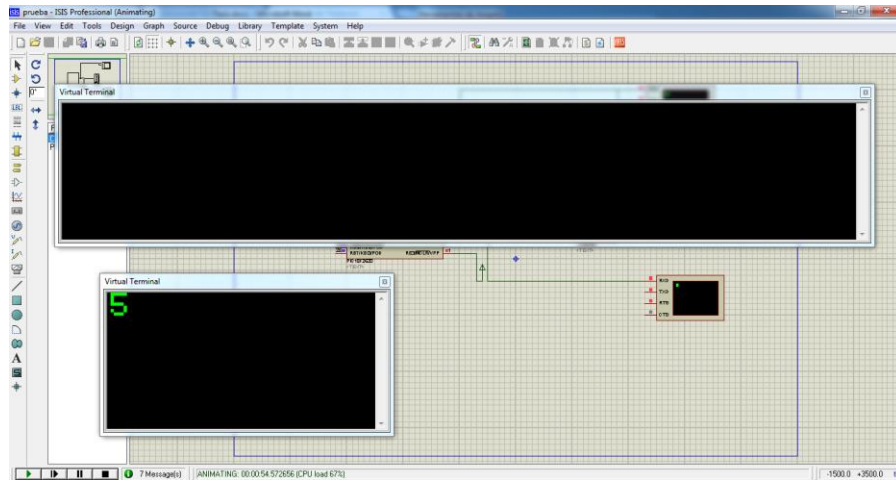 prueba - ISIS Professional (Animating)
File View Edit Tools Design Graph Source Debug Library Template System Help
0°
LBL
Virtual Terminal
Virtual Terminal
5
RXD
TXD
RTS
CTS
A
7 Message(s)
ANIMATING: 00:00:54.572656 (CPU load 67%)
-1500.0 +3500.0